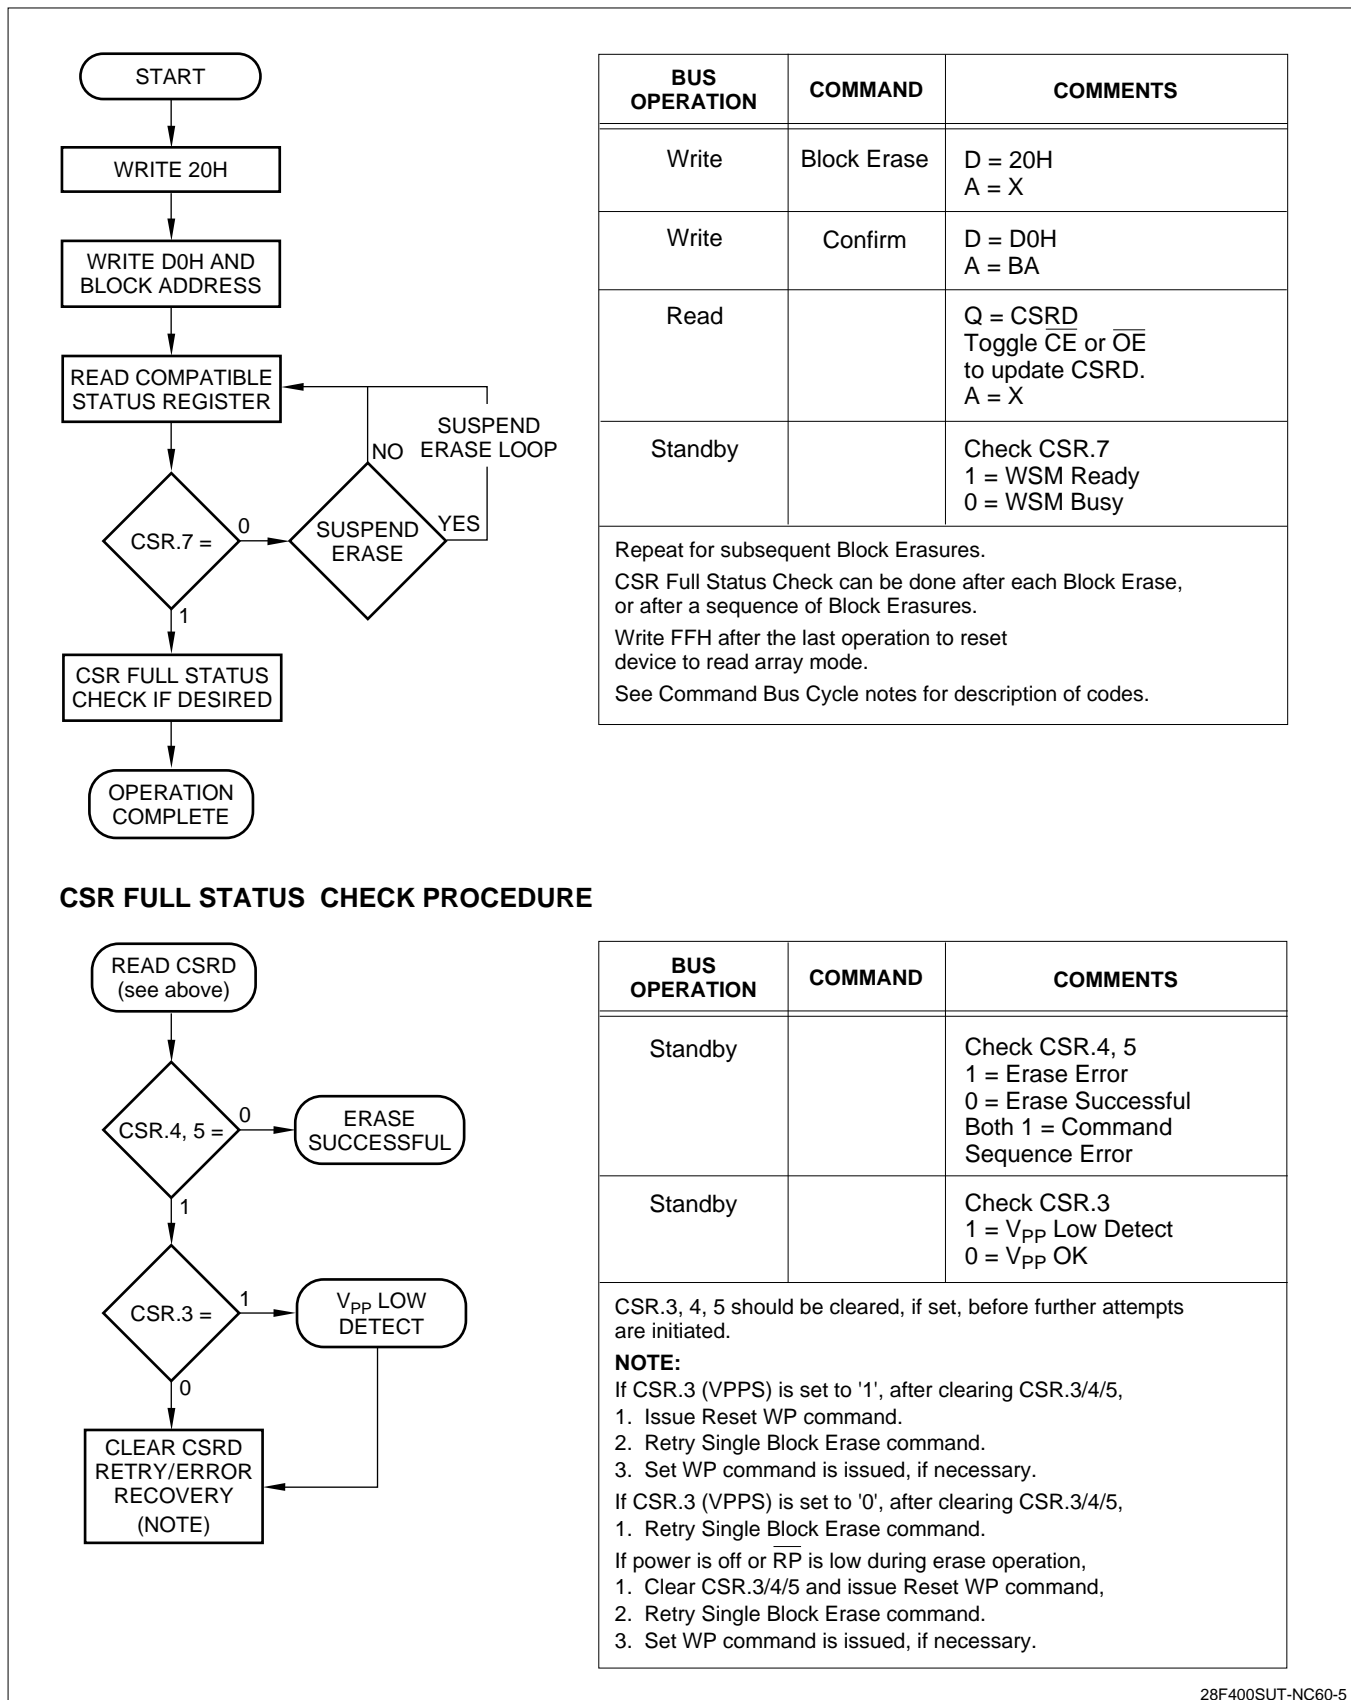 START
WRITE 20H
WRITE D0H AND
BLOCK ADDRESS
READ COMPATIBLE
STATUS REGISTER
SUSPEND
ERASE LOOP
NO
CSR.7 =
0
SUSPEND
ERASE
YES
1
CSR FULL STATUS
CHECK IF DESIRED
OPERATION
COMPLETE
BUS
OPERATION
COMMAND
COMMENTS
Write
Block Erase
D = 20H
A = X
Write
Confirm
D = D0H
A = BA
Read
Q = CSRD
Toggle C̅E̅ or O̅E̅
to update CSRD.
A = X
Standby
Check CSR.7
1 = WSM Ready
0 = WSM Busy
Repeat for subsequent Block Erasures.
CSR Full Status Check can be done after each Block Erase,
or after a sequence of Block Erasures.
Write FFH after the last operation to reset
device to read array mode.
See Command Bus Cycle notes for description of codes.
CSR FULL STATUS CHECK PROCEDURE
READ CSRD
(see above)
CSR.4, 5 =
0
ERASE
SUCCESSFUL
1
CSR.3 =
1
VPP LOW
DETECT
0
CLEAR CSRD
RETRY/ERROR
RECOVERY
(NOTE)
BUS
OPERATION
COMMAND
COMMENTS
Standby
Check CSR.4, 5
1 = Erase Error
0 = Erase Successful
Both 1 = Command
Sequence Error
Standby
Check CSR.3
1 = VPP Low Detect
0 = VPP OK
CSR.3, 4, 5 should be cleared, if set, before further attempts
are initiated.
NOTE:
If CSR.3 (VPPS) is set to '1', after clearing CSR.3/4/5,
1. Issue Reset WP command.
2. Retry Single Block Erase command.
3. Set WP command is issued, if necessary.
If CSR.3 (VPPS) is set to '0', after clearing CSR.3/4/5,
1. Retry Single Block Erase command.
If power is off or R̅P̅ is low during erase operation,
1. Clear CSR.3/4/5 and issue Reset WP command,
2. Retry Single Block Erase command.
3. Set WP command is issued, if necessary.
28F400SUT-NC60-5